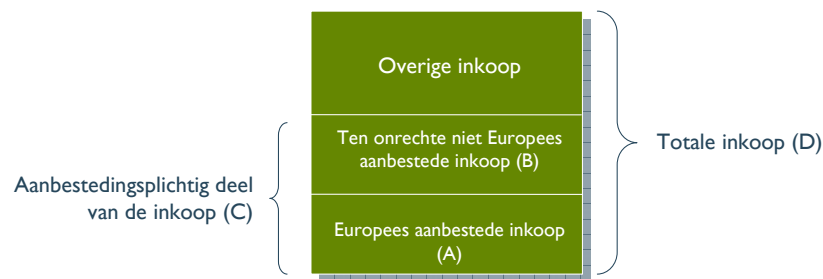 Overige inkoop
Ten onrechte niet Europees
aanbestede inkoop (B)
Totale inkoop (D)
Aanbestedingsplichtig deel
van de inkoop (C)
Europees aanbestede inkoop
(A)